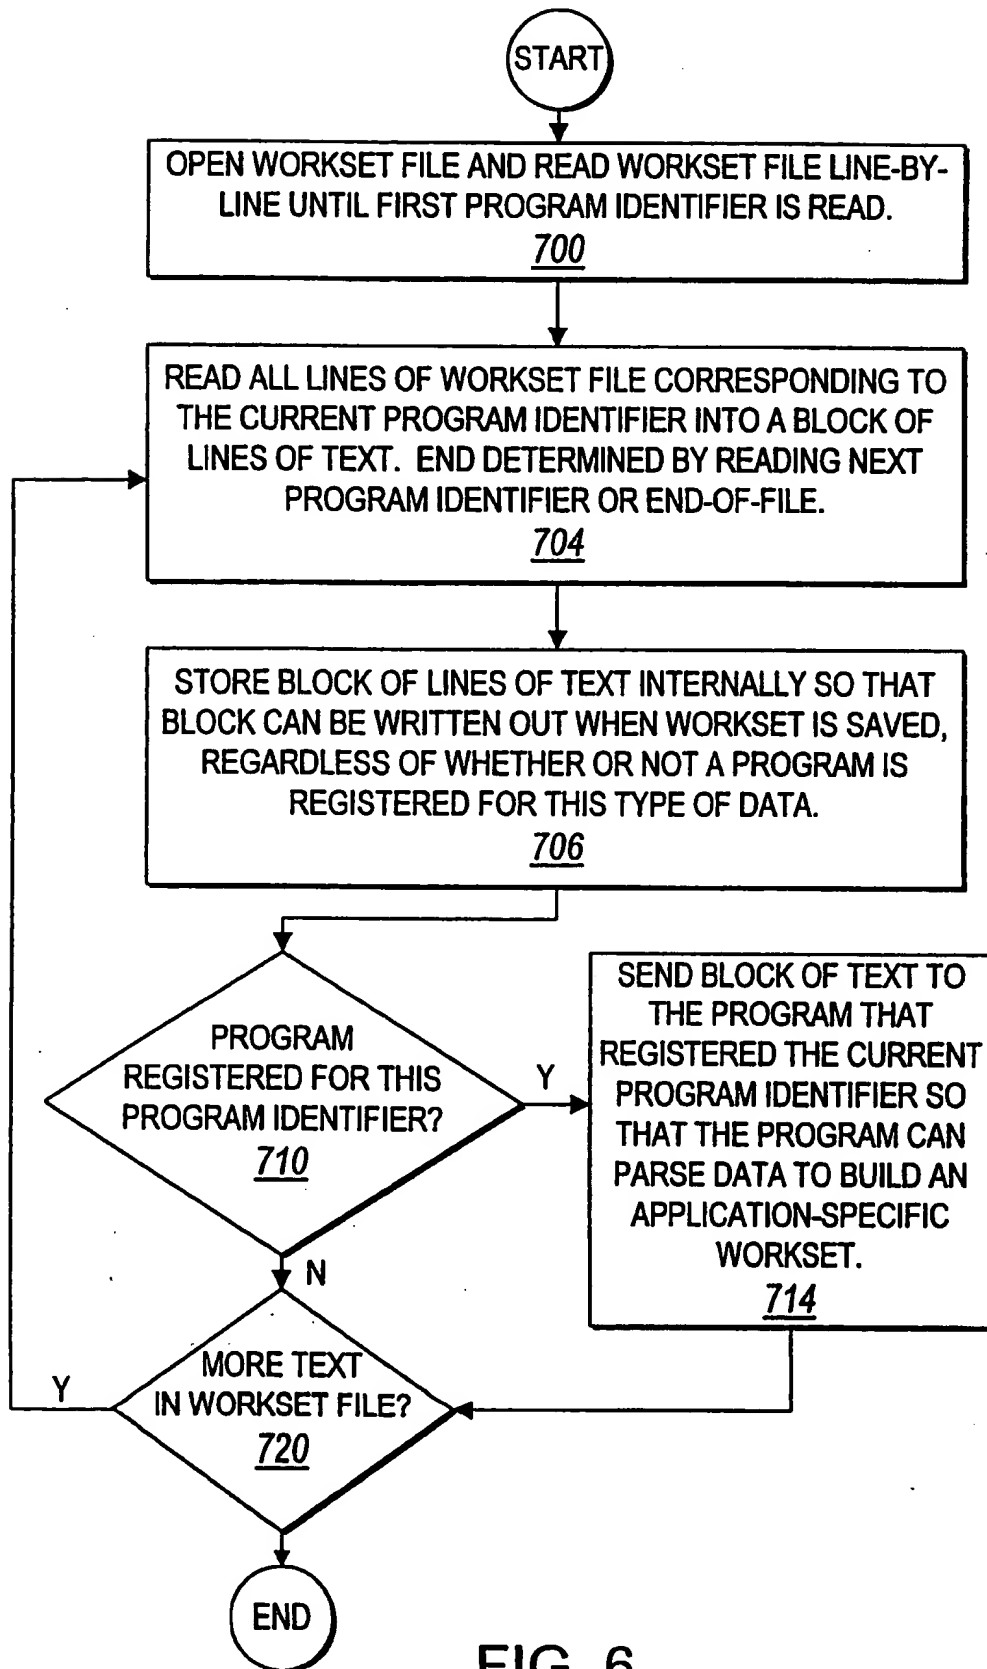 START
OPEN WORKSET FILE AND READ WORKSET FILE LINE-BY-
LINE UNTIL FIRST PROGRAM IDENTIFIER IS READ.
700
READ ALL LINES OF WORKSET FILE CORRESPONDING TO
THE CURRENT PROGRAM IDENTIFIER INTO A BLOCK OF
LINES OF TEXT. END DETERMINED BY READING NEXT
PROGRAM IDENTIFIER OR END-OF-FILE.
704
STORE BLOCK OF LINES OF TEXT INTERNALLY SO THAT
BLOCK CAN BE WRITTEN OUT WHEN WORKSET IS SAVED,
REGARDLESS OF WHETHER OR NOT A PROGRAM IS
REGISTERED FOR THIS TYPE OF DATA.
706
PROGRAM
REGISTERED FOR THIS
PROGRAM IDENTIFIER?
710
Y
SEND BLOCK OF TEXT TO
THE PROGRAM THAT
REGISTERED THE CURRENT
PROGRAM IDENTIFIER SO
THAT THE PROGRAM CAN
PARSE DATA TO BUILD AN
APPLICATION-SPECIFIC
WORKSET.
714
N
MORE TEXT
IN WORKSET FILE?
720
Y
END
FIG. 6